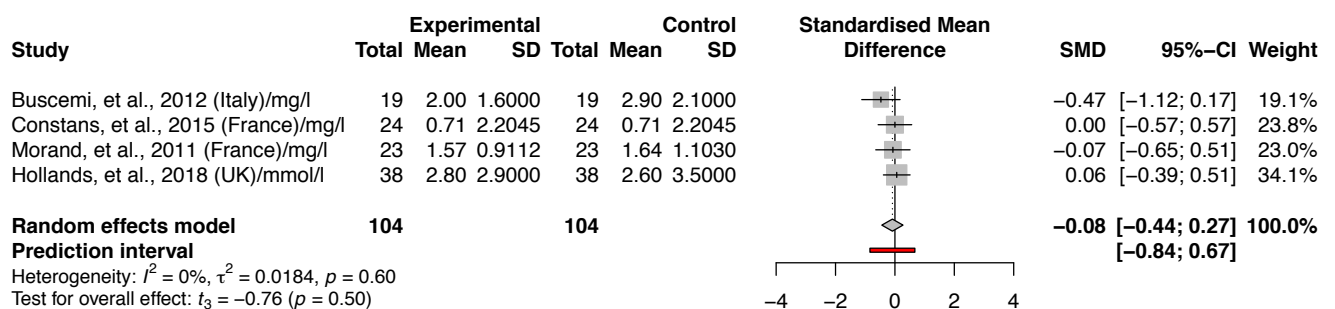 Experimental Control Standardised Mean
Study Total Mean SD Total Mean SD Difference SMD 95%−CI Weight
Buscemi, et al., 2012 (Italy)/mg/l 19 2.00 1.6000 19 2.90 2.1000 −0.47 [−1.12; 0.17] 19.1%
Constans, et al., 2015 (France)/mg/l 24 0.71 2.2045 24 0.71 2.2045 0.00 [−0.57; 0.57] 23.8%
Morand, et al., 2011 (France)/mg/l 23 1.57 0.9112 23 1.64 1.1030 −0.07 [−0.65; 0.51] 23.0%
Hollands, et al., 2018 (UK)/mmol/l 38 2.80 2.9000 38 2.60 3.5000 0.06 [−0.39; 0.51] 34.1%
Random effects model 104 104 −0.08 [−0.44; 0.27] 100.0%
Prediction interval [−0.84; 0.67]
Heterogeneity: I² = 0%, τ² = 0.0184, p = 0.60
Test for overall effect: t₃ = −0.76 (p = 0.50)
−4 −2 0 2 4